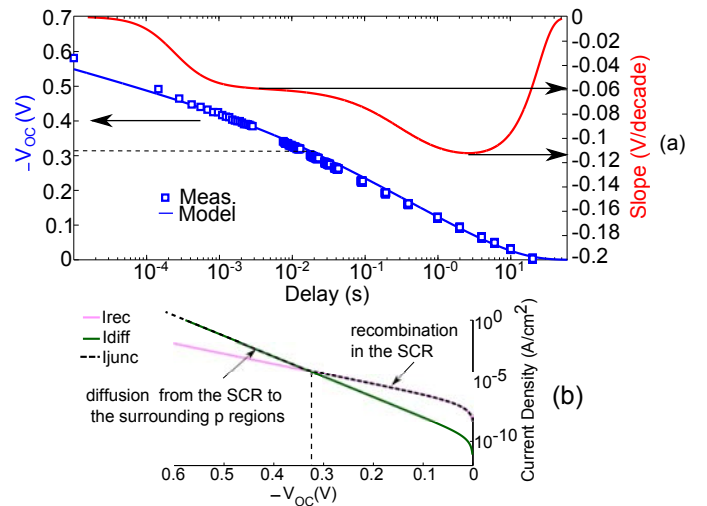 0.7
0.6
0.5
0.4
0.3
0.2
0.1
0
−V_OC (V)
Meas.
Model
10^-4
10^-3
10^-2
10^-1
10^-0
10^1
Delay (s)
0
-0.02
-0.04
-0.06
-0.08
-0.1
-0.12
-0.14
-0.16
-0.18
-0.2
Slope (V/decade)
(a)
Irec
Idiff
Ijunc
recombination
in the SCR
diffusion from the SCR to
the surrounding p regions
10^0
10^-5
10^-10
Current Density (A/cm^2)
(b)
0.6
0.5
0.4
0.3
0.2
0.1
0
−V_OC(V)